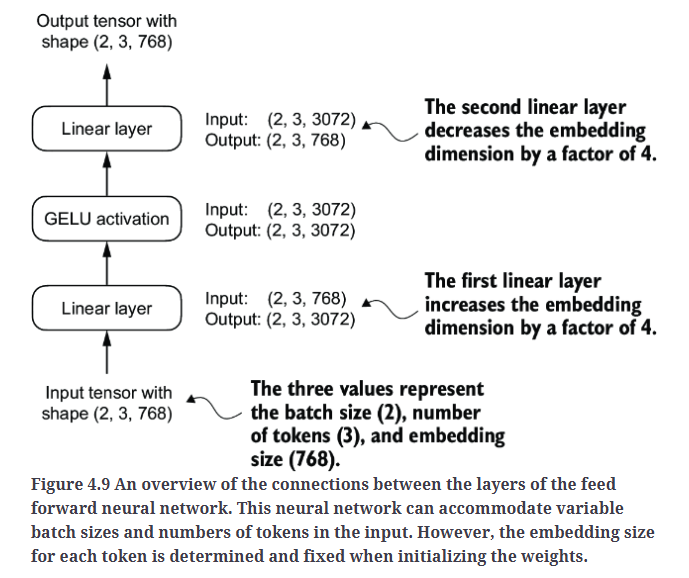 Output tensor with
shape (2, 3, 768)
Linear layer
Input: (2, 3, 3072)
Output: (2, 3, 768)
The second linear layer
decreases the embedding
dimension by a factor of 4.
GELU activation
Input: (2, 3, 3072)
Output: (2, 3, 3072)
Linear layer
Input: (2, 3, 768)
Output: (2, 3, 3072)
The first linear layer
increases the embedding
dimension by a factor of 4.
Input tensor with
shape (2, 3, 768)
The three values represent
the batch size (2), number
of tokens (3), and embedding
size (768).
Figure 4.9 An overview of the connections between the layers of the feed
forward neural network. This neural network can accommodate variable
batch sizes and numbers of tokens in the input. However, the embedding size
for each token is determined and fixed when initializing the weights.